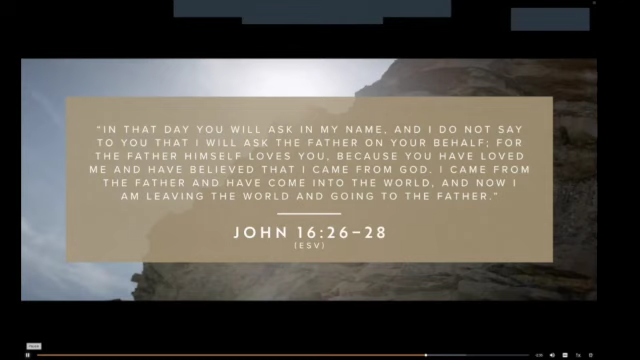 “IN THAT DAY YOU WILL ASK IN MY NAME, AND I DO NOT SAY
TO YOU THAT I WILL ASK THE FATHER ON YOUR BEHALF; FOR
THE FATHER HIMSELF LOVES YOU, BECAUSE YOU HAVE LOVED
ME AND HAVE BELIEVED THAT I CAME FROM GOD. I CAME FROM
THE FATHER AND HAVE COME INTO THE WORLD, AND NOW I
AM LEAVING THE WORLD AND GOING TO THE FATHER.”
JOHN 16:26–28
(ESV)